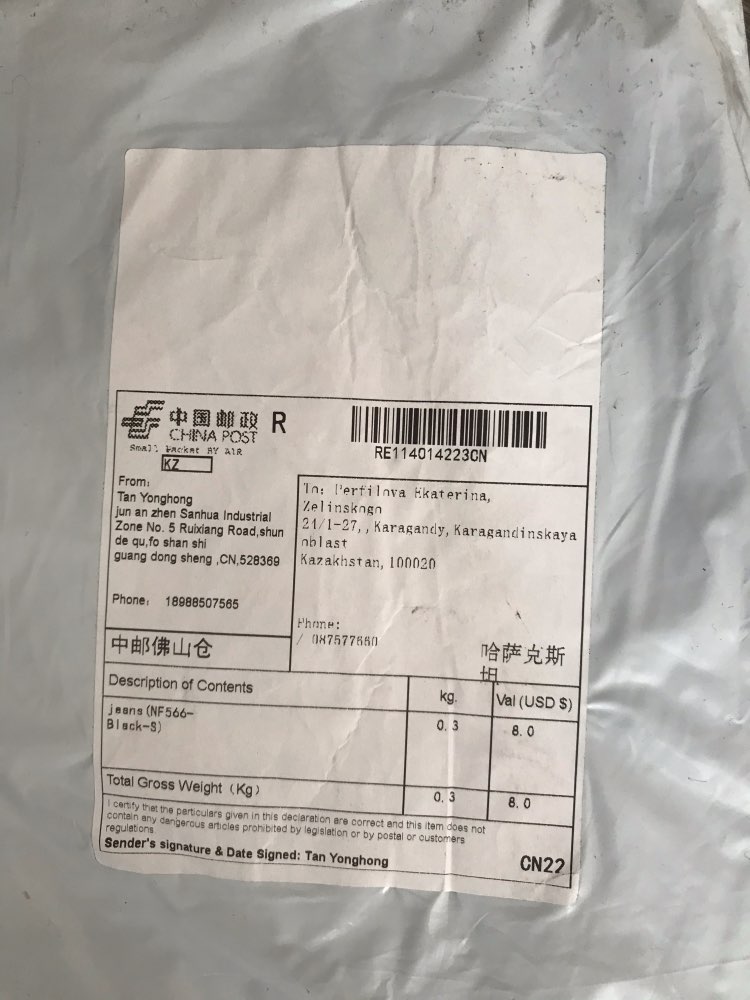 中国邮政 R
CHINA POST
Small Packet BY AIR
KZ
RE114014223CN
From:
Tan Yonghong
jun an zhen Sanhua Industrial
Zone No. 5 Ruixiang Road,shun
de qu,fo shan shi
guang dong sheng ,CN,528369
Phone: 18988507565
中邮佛山仓
To: Perfilova Ekaterina,
Zelinskogo
21/1-27, , Karagandy, Karagandinskaya
oblast
Kazakhstan, 100020
Phone:
哈萨克斯
坦
Description of Contents kg. Val (USD $)
jeans(NF566- 0.3 8.0
Black-S)
Total Gross Weight (Kg) 0.3 8.0
I certify that the particulars given in this declaration are correct and this item does not
contain any dangerous articles prohibited by legislation or by postal or customers
regulations
Sender's signature & Date Signed: Tan Yonghong
CN22